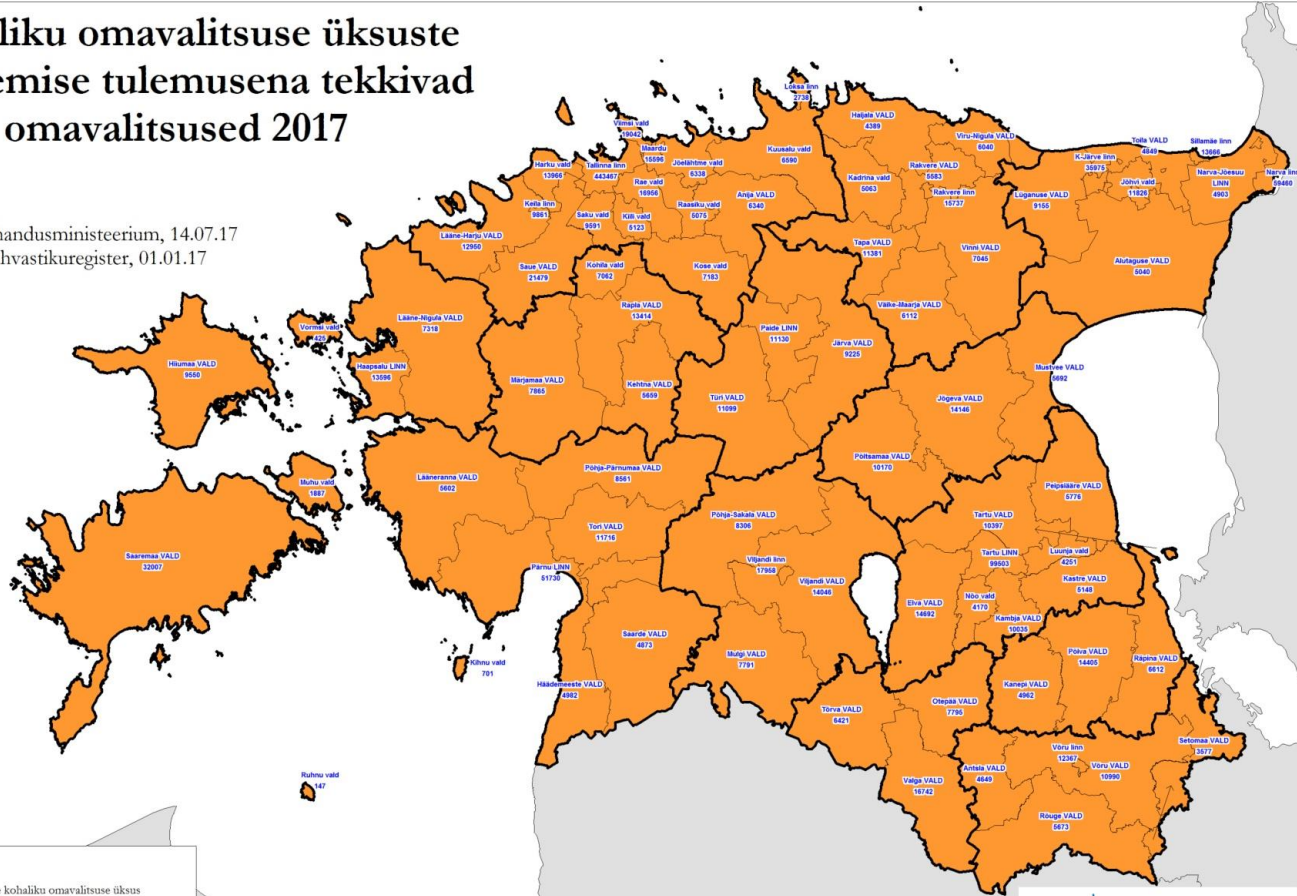 liku omavalitsuse üksuste
emise tulemusena tekkivad
omavalitsused 2017
andusministeerium, 14.07.17
hvastikuregister, 01.01.17
Loksa linn
2738
Haljala VALD
4389
Viimsi vald
19042
Viru-Nigula VALD
6040
Toila VALD
4849
Sillamäe linn
13666
Maardu
15596
Jõelähtme vald
6338
Kuusalu vald
6590
K-Järve linn
35975
Harku vald
13966
Tallinna linn
443467
Rakvere VALD
5583
Narva-Jõesuu
LINN
4903
Narva linn
59460
Rae vald
16956
Kadrina vald
5063
Jõhvi vald
11826
Anija VALD
6340
Rakvere linn
15737
Lüganuse VALD
9155
Keila linn
9861
Raasiku vald
5075
Saku vald
9591
Kiili vald
5123
Lääne-Harju VALD
12950
Tapa VALD
11381
Vinni VALD
7045
Alutaguse VALD
5040
Saue VALD
21479
Kohila vald
7062
Kose vald
7183
Rapla VALD
13414
Väike-Maarja VALD
6112
Lääne-Nigula VALD
7318
Vormsi vald
425
Paide LINN
11130
Järva VALD
9225
Hiiumaa VALD
9550
Haapsalu LINN
13596
Mustvee VALD
5692
Märjamaa VALD
7865
Kehtna VALD
5659
Türi VALD
11099
Jõgeva VALD
14146
Põltsamaa VALD
10170
Lääneranna VALD
5602
Põhja-Pärnumaa VALD
8561
Muhu vald
1887
Peipsiääre VALD
5776
Põhja-Sakala VALD
8306
Tartu VALD
10397
Tori VALD
11716
Saaremaa VALD
32007
Tartu LINN
99503
Luunja vald
4251
Viljandi linn
17958
Pärnu LINN
51730
Viljandi VALD
14046
Kastre VALD
5148
Elva VALD
14692
Nõo vald
4170
Kambja VALD
10035
Saarde VALD
4673
Mulgi VALD
7791
Põlva VALD
14405
Räpina VALD
6612
Kihnu vald
701
Häädemeeste VALD
4982
Kanepi VALD
4962
Otepää VALD
7795
Tõrva VALD
6421
Setomaa VALD
3577
Võru linn
12367
Võru VALD
10990
Antsla VALD
4649
Ruhnu vald
147
Valga VALD
16742
Rõuge VALD
5673
kohaliku omavalitsuse üksus